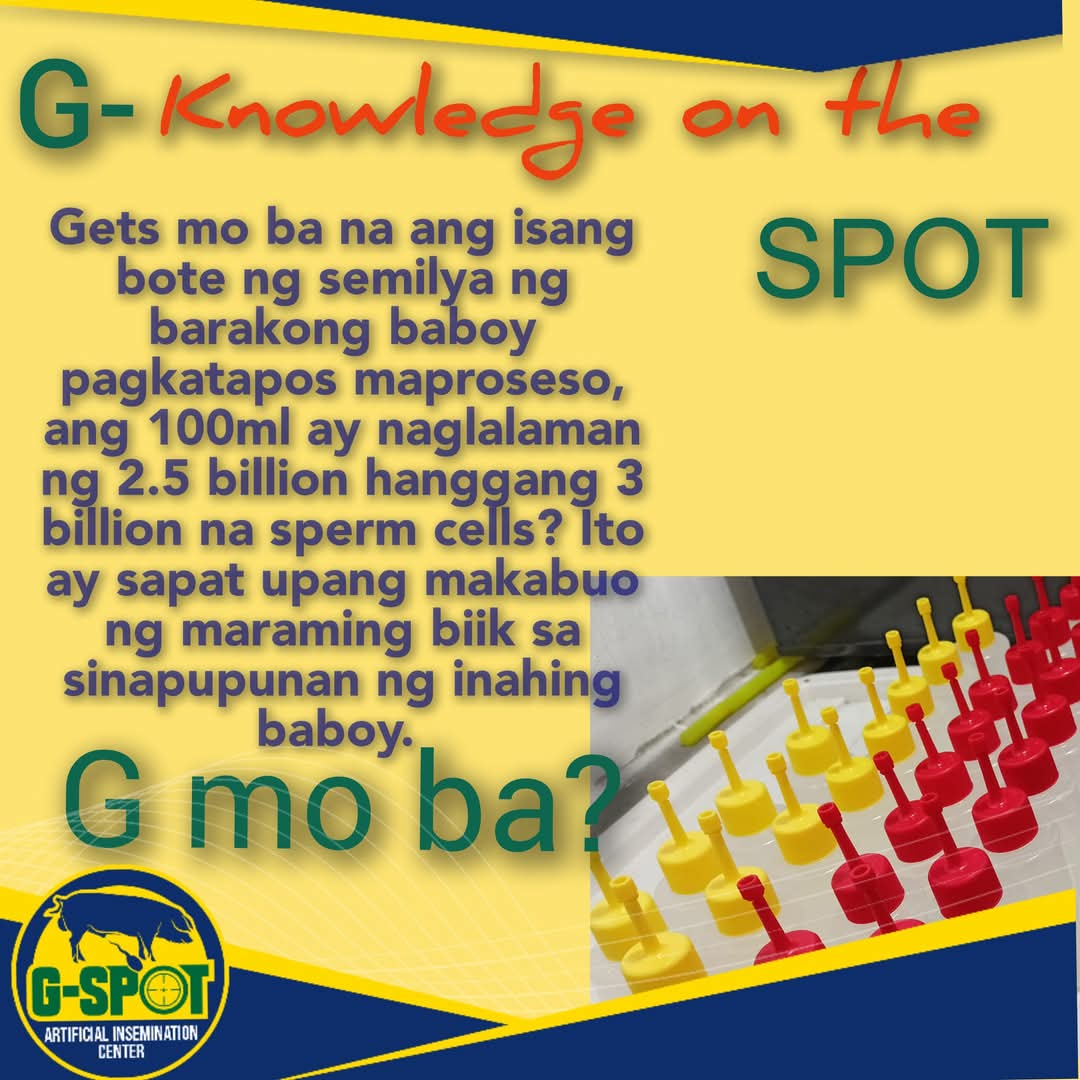 G-Knowledge on the
SPOT
Gets mo ba na ang isang
bote ng semilya ng
barakong baboy
pagkatapos maproseso,
ang 100ml ay naglalaman
ng 2.5 billion hanggang 3
billion na sperm cells? Ito
ay sapat upang makabuo
ng maraming biik sa
sinapupunan ng inahing
baboy.
G mo ba?
G-SPOT
ARTIFICIAL INSEMINATION
CENTER